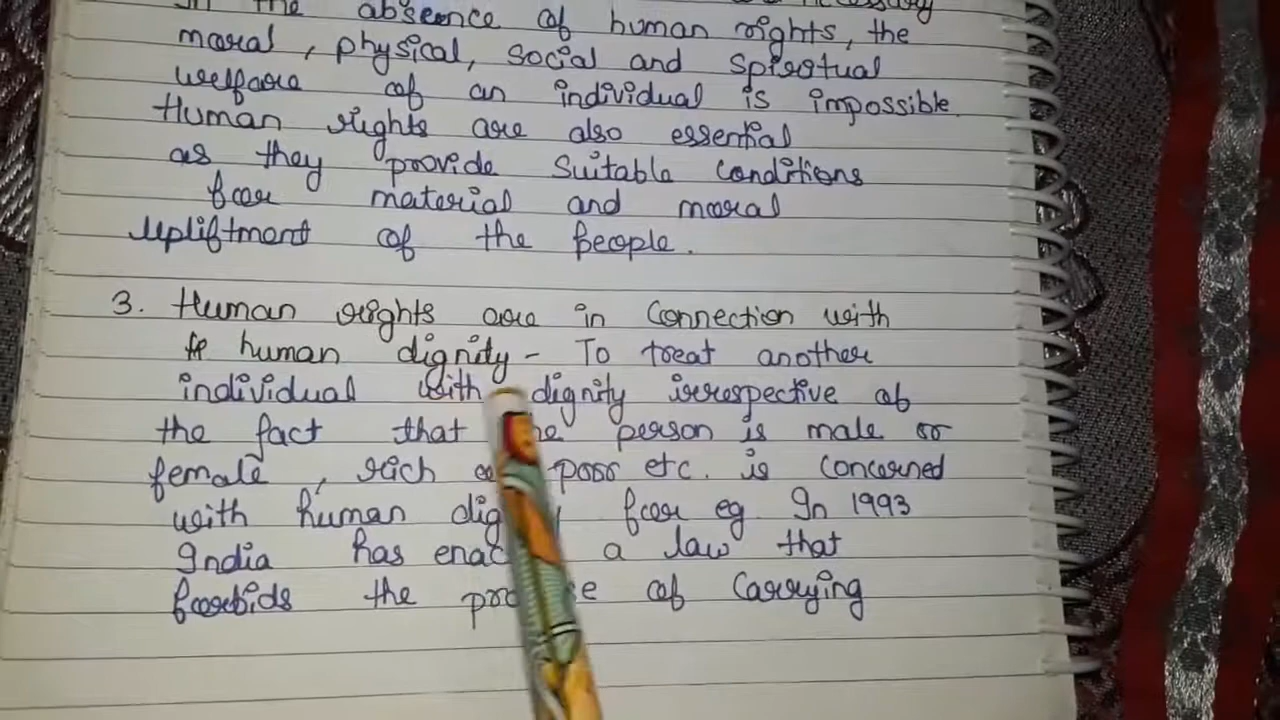 In the absence of human rights, the
moral, physical, social and spirtual
welfare of an individual is impossible.
Human rights are also essential
as they provide suitable conditions
for material and moral
upliftment of the people.
3. Human rights are in connection with
human dignity - To treat another
individual with dignity irrespective of
the fact that person is male or
female, rich poor etc. is concerned
with human for eg In 1993
India has a law that
forbids the of carrying